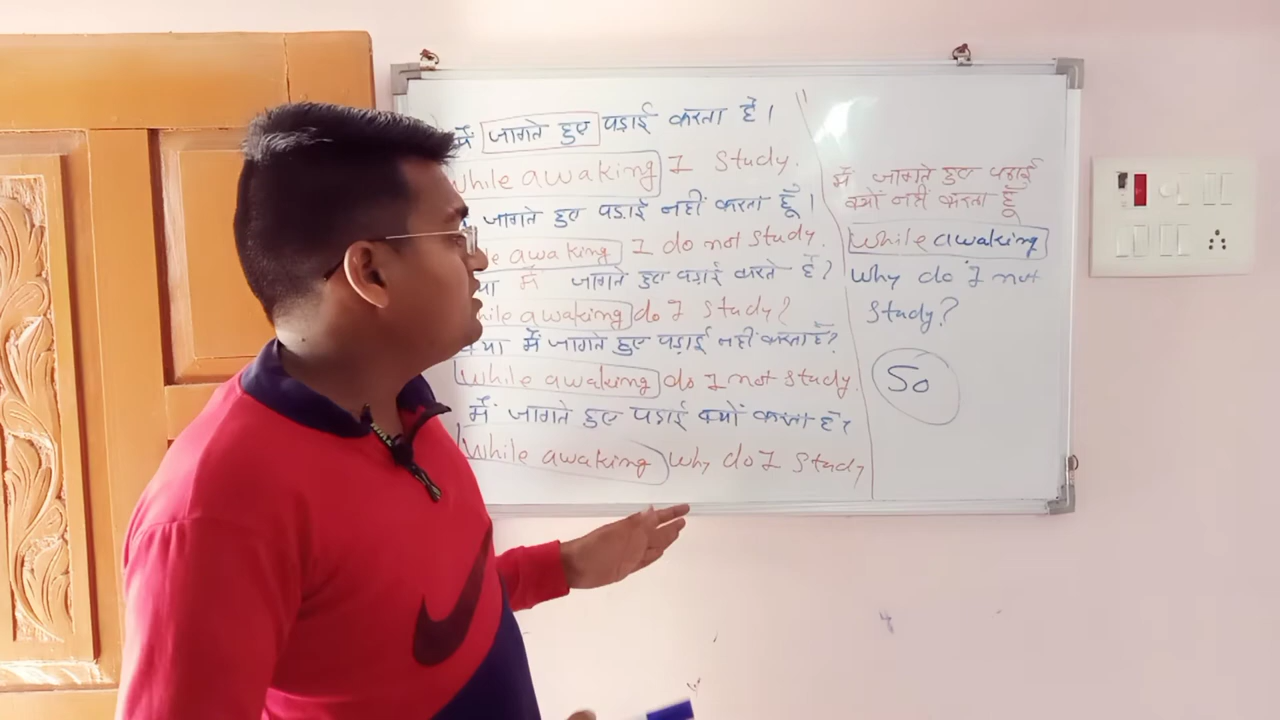 में जागते हुए पढ़ाई करता हूँ।
while awaking I study.
जागते हुए पढ़ाई नहीं करता हूँ।
awaking I do not study.
में जागते हुए पढ़ाई करते हैं?
while awaking do I study?
क्या में जागते हुए पढ़ाई नहीं करता हूँ?
While awaking do I not study.
में जागते हुए पढ़ाई क्यों करता हूँ?
While awaking why do I study
में जागते हुए पढ़ाई
क्यों नहीं करता हूँ
While awaking
why do I not
study?
So